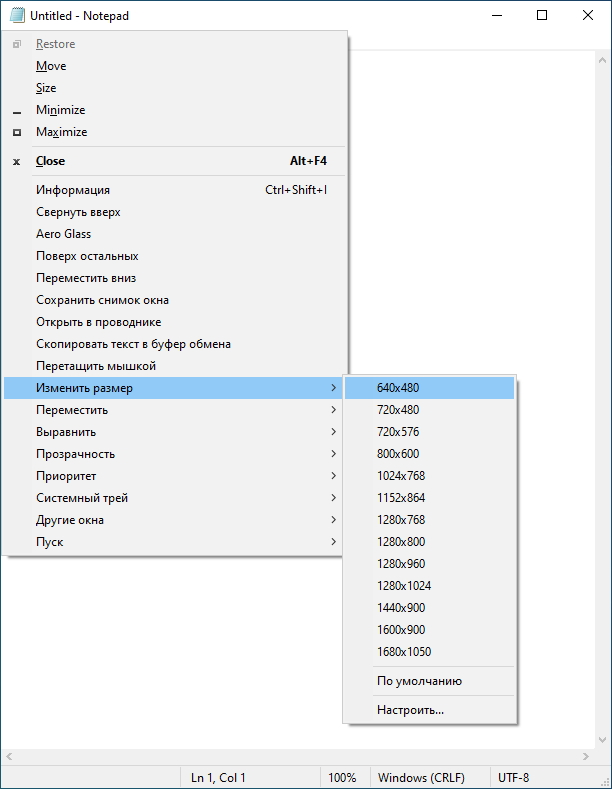 Untitled - Notepad
Restore
Move
Size
Minimize
Maximize
Close Alt+F4
Информация Ctrl+Shift+I
Свернуть вверх
Aero Glass
Поверх остальных
Переместить вниз
Сохранить снимок окна
Открыть в проводнике
Скопировать текст в буфер обмена
Перетащить мышкой
Изменить размер
Переместить
Выравнить
Прозрачность
Приоритет
Системный трей
Другие окна
Пуск
640x480
720x480
720x576
800x600
1024x768
1152x864
1280x768
1280x800
1280x960
1280x1024
1440x900
1600x900
1680x1050
По умолчанию
Настроить...
Ln 1, Col 1 100% Windows (CRLF) UTF-8